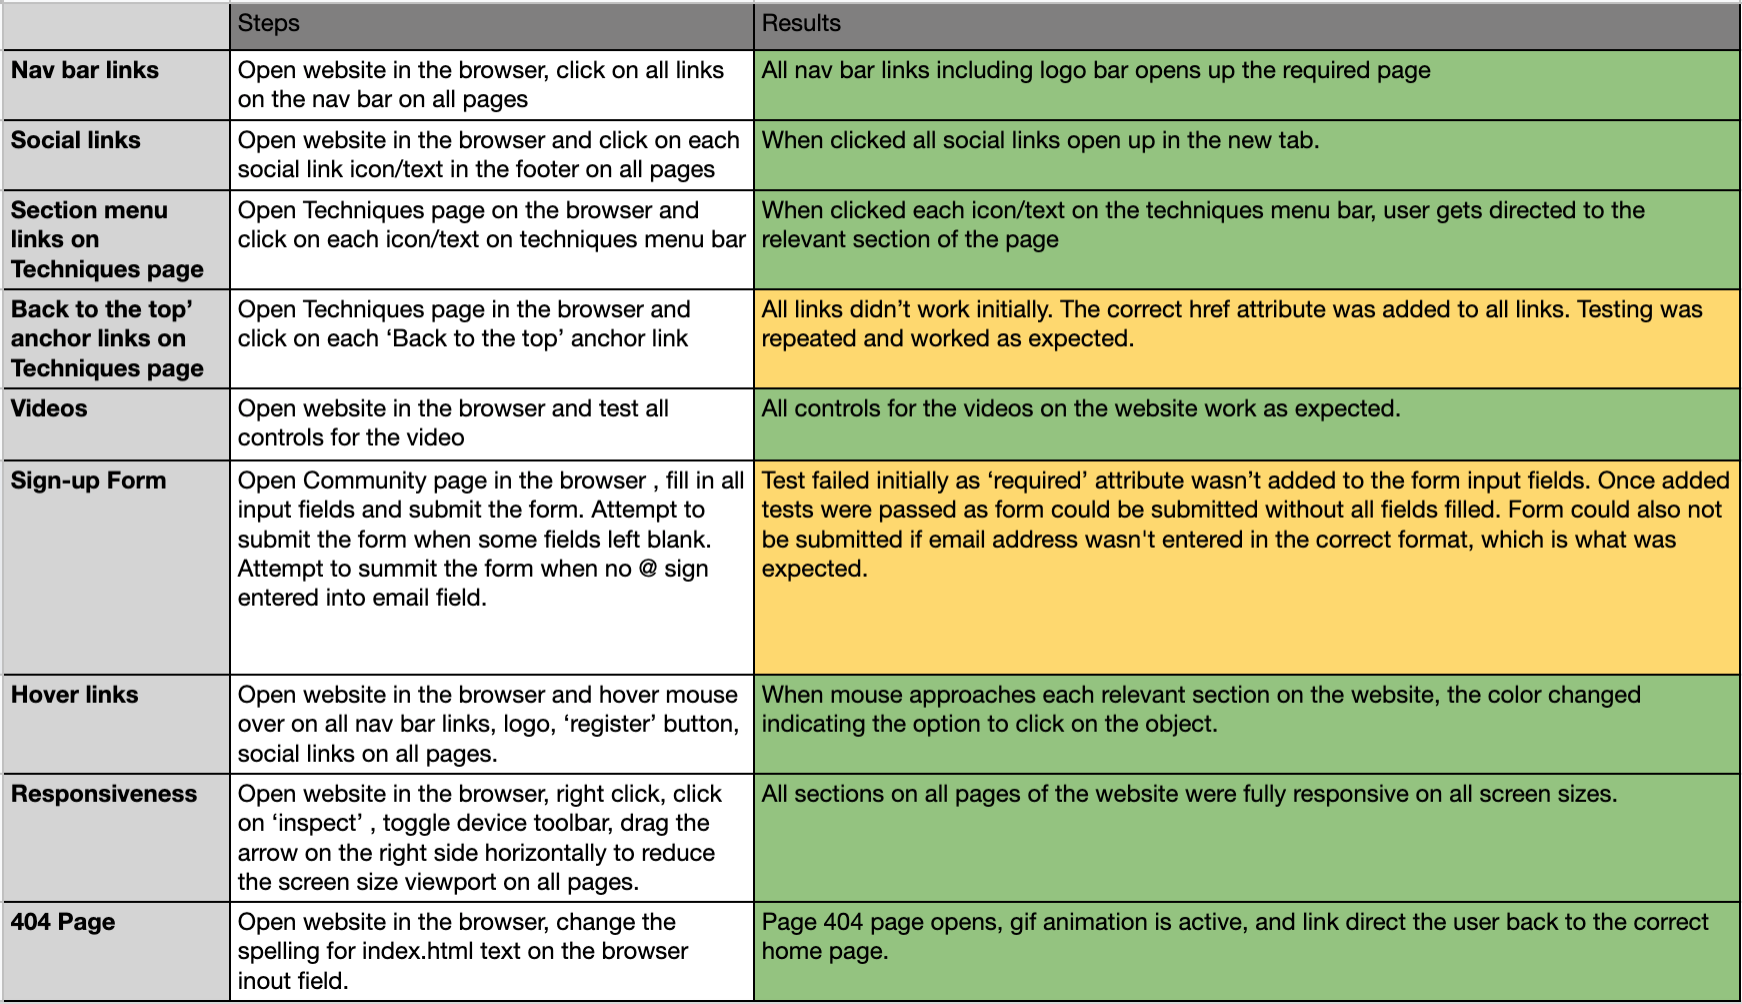 Steps
Results
Nav bar links
Open website in the browser, click on all links
on the nav bar on all pages
All nav bar links including logo bar opens up the required page
Social links
Open website in the browser and click on each
social link icon/text in the footer on all pages
When clicked all social links open up in the new tab.
Section menu
links on
Techniques page
Open Techniques page on the browser and
click on each icon/text on techniques menu bar
When clicked each icon/text on the techniques menu bar, user gets directed to the
relevant section of the page
Back to the top’
anchor links on
Techniques page
Open Techniques page in the browser and
click on each ‘Back to the top’ anchor link
All links didn’t work initially. The correct href attribute was added to all links. Testing was
repeated and worked as expected.
Videos
Open website in the browser and test all
controls for the video
All controls for the videos on the website work as expected.
Sign-up Form
Open Community page in the browser , fill in all
input fields and submit the form. Attempt to
submit the form when some fields left blank.
Attempt to summit the form when no @ sign
entered into email field.
Test failed initially as ‘required’ attribute wasn’t added to the form input fields. Once added
tests were passed as form could be submitted without all fields filled. Form could also not
be submitted if email address wasn't entered in the correct format, which is what was
expected.
Hover links
Open website in the browser and hover mouse
over on all nav bar links, logo, ‘register’ button,
social links on all pages.
When mouse approaches each relevant section on the website, the color changed
indicating the option to click on the object.
Responsiveness
Open website in the browser, right click, click
on ‘inspect’ , toggle device toolbar, drag the
arrow on the right side horizontally to reduce
the screen size viewport on all pages.
All sections on all pages of the website were fully responsive on all screen sizes.
404 Page
Open website in the browser, change the
spelling for index.html text on the browser
inout field.
Page 404 page opens, gif animation is active, and link direct the user back to the correct
home page.